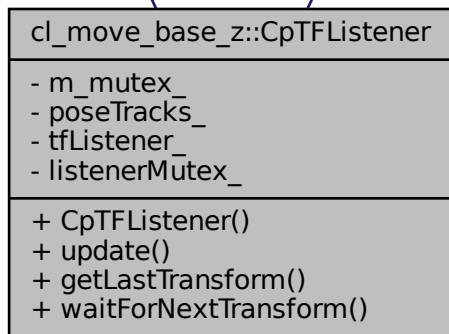 cl_move_base_z::CpTFListener
- m_mutex_
- poseTracks_
- tfListener_
- listenerMutex_
+ CpTFListener()
+ update()
+ getLastTransform()
+ waitForNextTransform()